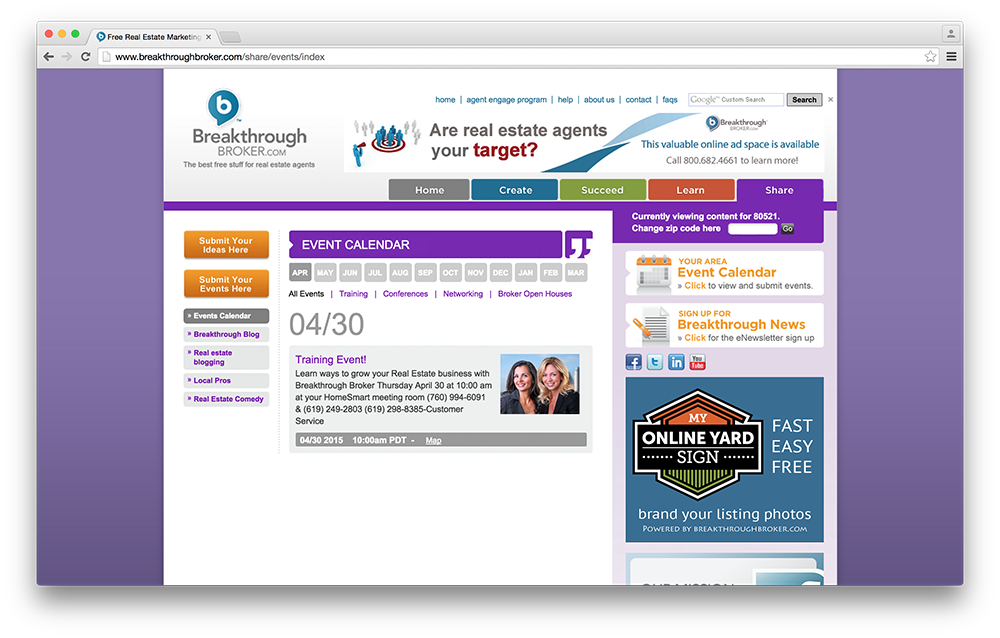 Free Real Estate Marketing
www.breakthroughbroker.com/share/events/index
home | agent engage program | help | about us | contact | faqs
Google™ Custom Search
Search
b
™
Breakthrough
BROKER.COM
The best free stuff for real estate agents
Are real estate agents
your target?
b
Breakthrough
BROKER.COM
This valuable online ad space is available
Call 800.682.4661 to learn more!
Home
Create
Succeed
Learn
Share
Currently viewing content for 80521.
Change zip code here
Go
Submit Your
Ideas Here
Submit Your
Events Here
» Events Calendar
» Breakthrough Blog
» Real estate
blogging
» Local Pros
» Real Estate Comedy
EVENT CALENDAR
APR MAY JUN JUL AUG SEP OCT NOV DEC JAN FEB MAR
All Events | Training | Conferences | Networking | Broker Open Houses
04/30
Training Event!
Learn ways to grow your Real Estate business with
Breakthrough Broker Thursday April 30 at 10:00 am
at your HomeSmart meeting room (760) 994-6091
& (619) 249-2803 (619) 298-8385-Customer
Service
04/30 2015 10:00am PDT - Map
YOUR AREA
Event Calendar
» Click to view and submit events.
SIGN UP FOR
Breakthrough News
» Click for the eNewsletter sign up
f
t
in
You
Tube
MY
ONLINE YARD
SIGN
FAST
EASY
FREE
brand your listing photos
POWERED BY BREAKTHROUGHBROKER.COM